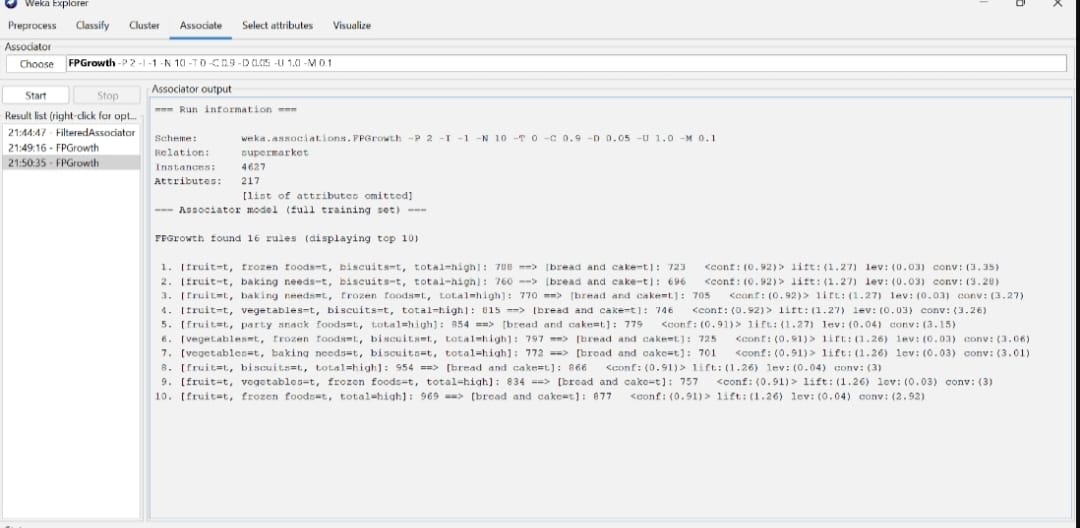 Weka Explorer
Preprocess Classify Cluster Associate Select attributes Visualize
Associator
Choose FPGrowth -P 2 -I -1 -N 10 -T 0 -C 0.9 -D 0.05 -U 1.0 -M 0.1
Start Stop
Result list (right-click for opt...
21:44:47 - FilteredAssociator
21:49:16 - FPGrowth
21:50:35 - FPGrowth
Associator output
=== Run information ===
Scheme: weka.associations.FPGrowth -P 2 -I -1 -N 10 -T 0 -C 0.9 -D 0.05 -U 1.0 -M 0.1
Relation: supermarket
Instances: 4627
Attributes: 217
[list of attributes omitted]
=== Associator model (full training set) ===
FPGrowth found 16 rules (displaying top 10)
1. [fruit=t, frozen foods=t, biscuits=t, total=high]: 788 ==> [bread and cake=t]: 723 <conf:(0.92)> lift:(1.27) lev:(0.03) conv:(3.35)
2. [fruit=t, baking needs=t, biscuits=t, total=high]: 760 ==> [bread and cake=t]: 696 <conf:(0.92)> lift:(1.27) lev:(0.03) conv:(3.28)
3. [fruit=t, baking needs=t, frozen foods=t, total=high]: 770 ==> [bread and cake=t]: 705 <conf:(0.92)> lift:(1.27) lev:(0.03) conv:(3.27)
4. [fruit=t, vegetables=t, biscuits=t, total=high]: 815 ==> [bread and cake=t]: 746 <conf:(0.92)> lift:(1.27) lev:(0.03) conv:(3.26)
5. [fruit=t, party snack foods=t, total=high]: 854 ==> [bread and cake=t]: 779 <conf:(0.91)> lift:(1.27) lev:(0.04) conv:(3.15)
6. [vegetables=t, frozen foods=t, biscuits=t, total=high]: 797 ==> [bread and cake=t]: 725 <conf:(0.91)> lift:(1.26) lev:(0.03) conv:(3.06)
7. [vegetables=t, baking needs=t, biscuits=t, total=high]: 772 ==> [bread and cake=t]: 701 <conf:(0.91)> lift:(1.26) lev:(0.03) conv:(3.01)
8. [fruit=t, biscuits=t, total=high]: 954 ==> [bread and cake=t]: 866 <conf:(0.91)> lift:(1.26) lev:(0.04) conv:(3)
9. [fruit=t, vegetables=t, frozen foods=t, total=high]: 834 ==> [bread and cake=t]: 757 <conf:(0.91)> lift:(1.26) lev:(0.03) conv:(3)
10. [fruit=t, frozen foods=t, total=high]: 969 ==> [bread and cake=t]: 877 <conf:(0.91)> lift:(1.26) lev:(0.04) conv:(2.92)